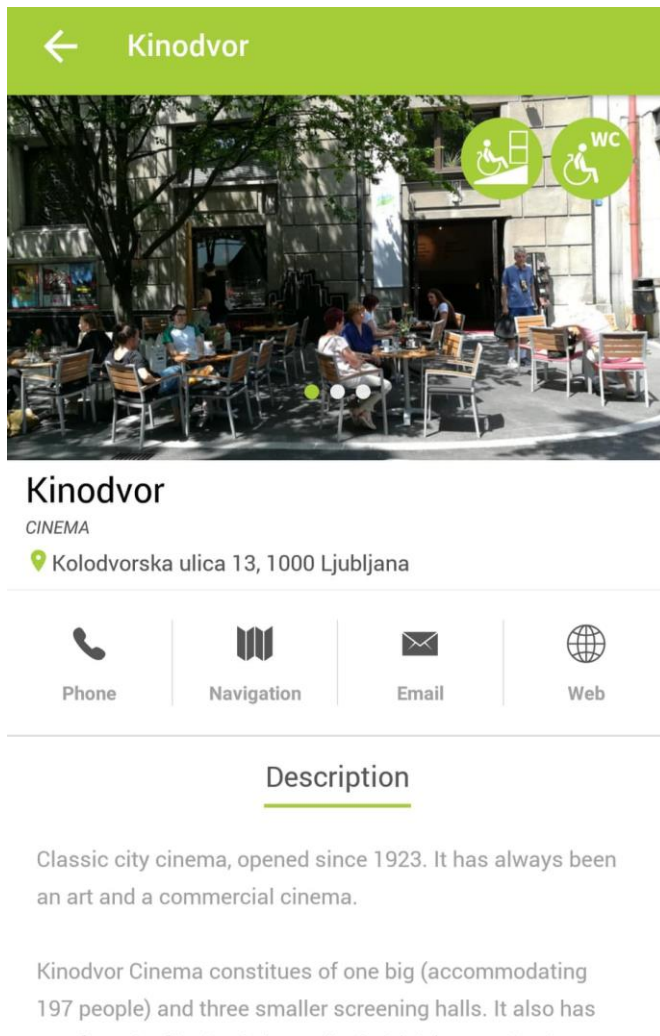 Kinodvor
WC
Kinodvor
CINEMA
Kolodvorska ulica 13, 1000 Ljubljana
Phone
Navigation
Email
Web
Description
Classic city cinema, opened since 1923. It has always been
an art and a commercial cinema.
Kinodvor Cinema constitues of one big (accommodating
197 people) and three smaller screening halls. It also has